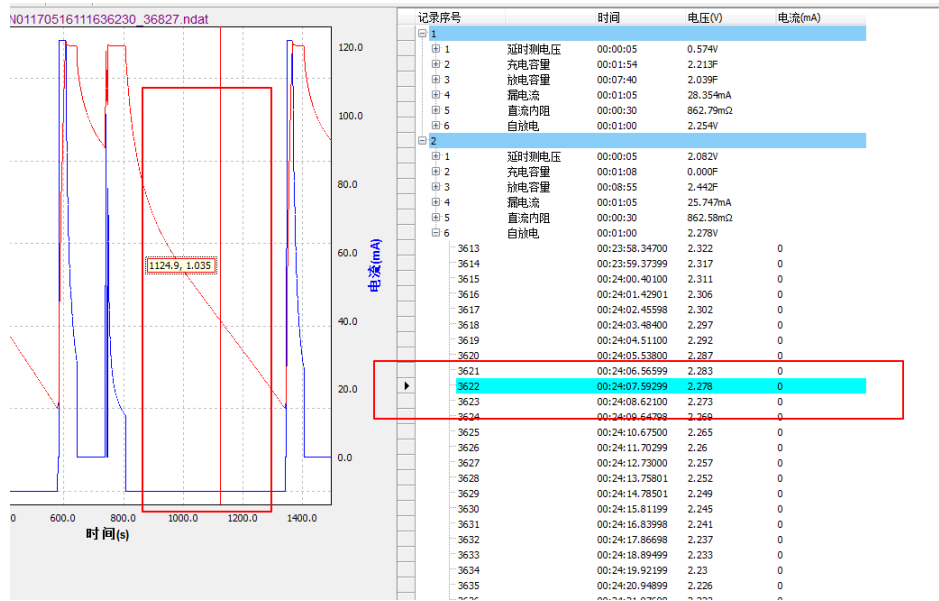 N01170516111636230_36827.ndat
120.0
100.0
80.0
60.0
40.0
20.0
0.0
电流(mA)
1124.9, 1.035
0 600.0 800.0 1000.0 1200.0 1400.0
时间(s)
记录序号 时间 电压(V) 电流(mA)
1
1 延时测电压 00:00:05 0.574V
2 充电容量 00:01:54 2.213F
3 放电容量 00:07:40 2.039F
4 漏电流 00:01:05 28.354mA
5 直流内阻 00:00:30 862.79mΩ
6 自放电 00:01:00 2.254V
2
1 延时测电压 00:00:05 2.082V
2 充电容量 00:01:08 0.000F
3 放电容量 00:08:55 2.442F
4 漏电流 00:01:05 25.747mA
5 直流内阻 00:00:30 862.58mΩ
6 自放电 00:01:00 2.278V
3613 00:23:58.34700 2.322 0
3614 00:23:59.37399 2.317 0
3615 00:24:00.40100 2.311 0
3616 00:24:01.42901 2.306 0
3617 00:24:02.45598 2.302 0
3618 00:24:03.48400 2.297 0
3619 00:24:04.51100 2.292 0
3620 00:24:05.53800 2.287 0
3621 00:24:06.56599 2.283 0
3622 00:24:07.59299 2.278 0
3623 00:24:08.62100 2.273 0
3624 00:24:09.64798 2.269 0
3625 00:24:10.67500 2.265 0
3626 00:24:11.70299 2.26 0
3627 00:24:12.73000 2.257 0
3628 00:24:13.75801 2.252 0
3629 00:24:14.78501 2.249 0
3630 00:24:15.81199 2.245 0
3631 00:24:16.83998 2.241 0
3632 00:24:17.86698 2.237 0
3633 00:24:18.89499 2.233 0
3634 00:24:19.92199 2.23 0
3635 00:24:20.94899 2.226 0